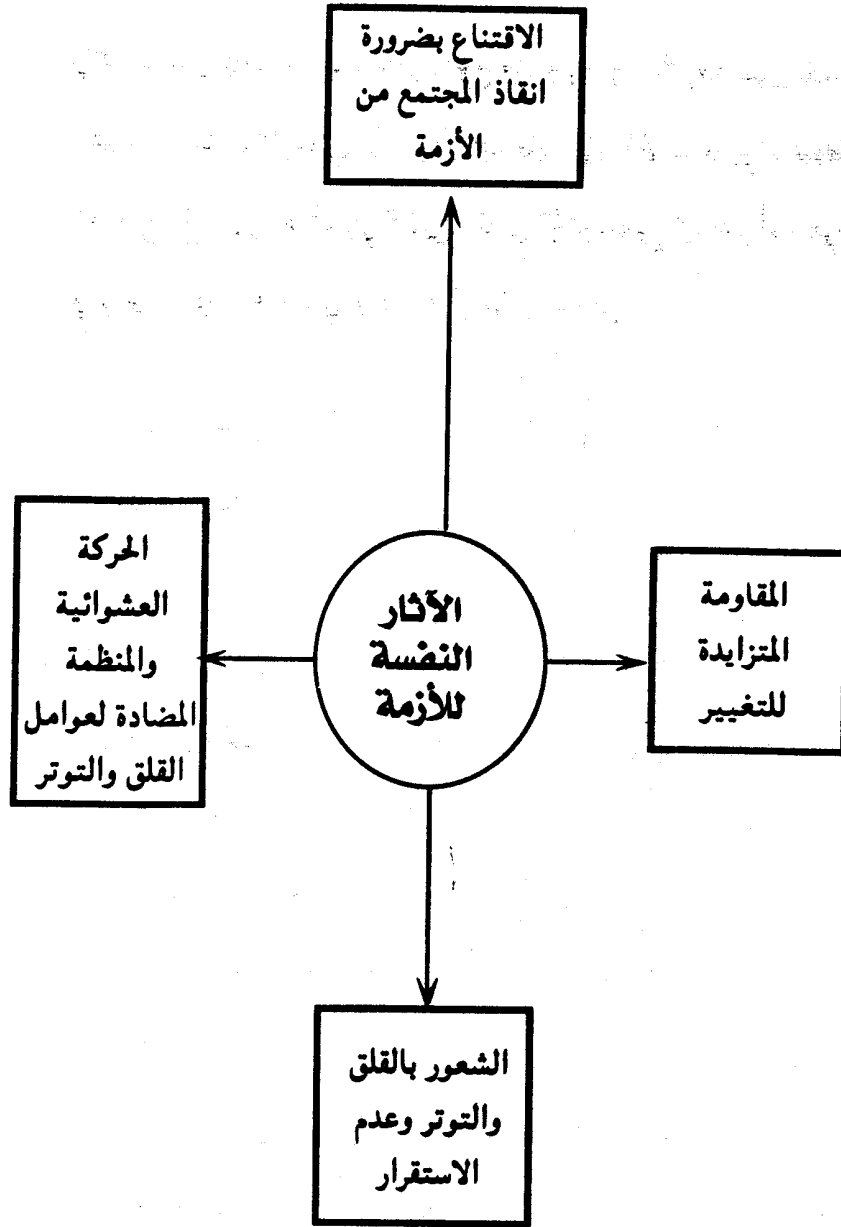 الاقتناع بضرورة
انقاذ المجتمع من
الأزمة
المقاومة
المتزايدة
للتغيير
الآثار
النفسة
للأزمة
الحركة
العشوائية
والمنظمة
المضادة لعوامل
القلق والتوتر
الشعور بالقلق
والتوتر وعدم
الاستقرار